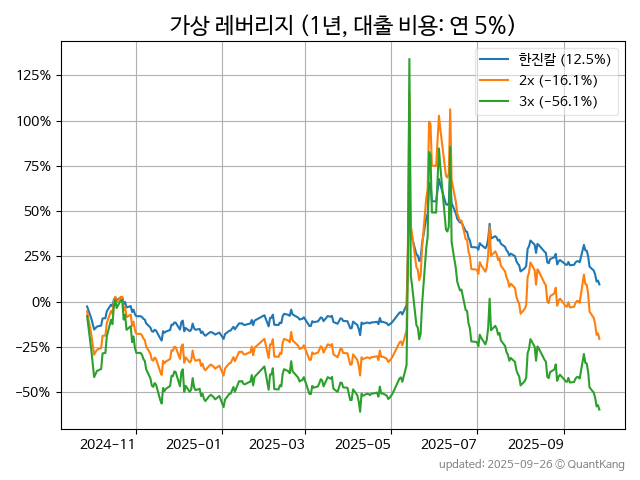 가상 레버리지 (1년, 대출 비용: 연 5%)
한진칼 (12.5%)
2x (-16.1%)
3x (-56.1%)
125%
100%
75%
50%
25%
0%
−25%
−50%
2024-11 2025-01 2025-03 2025-05 2025-07 2025-09
updated: 2025-09-26 © QuantKang